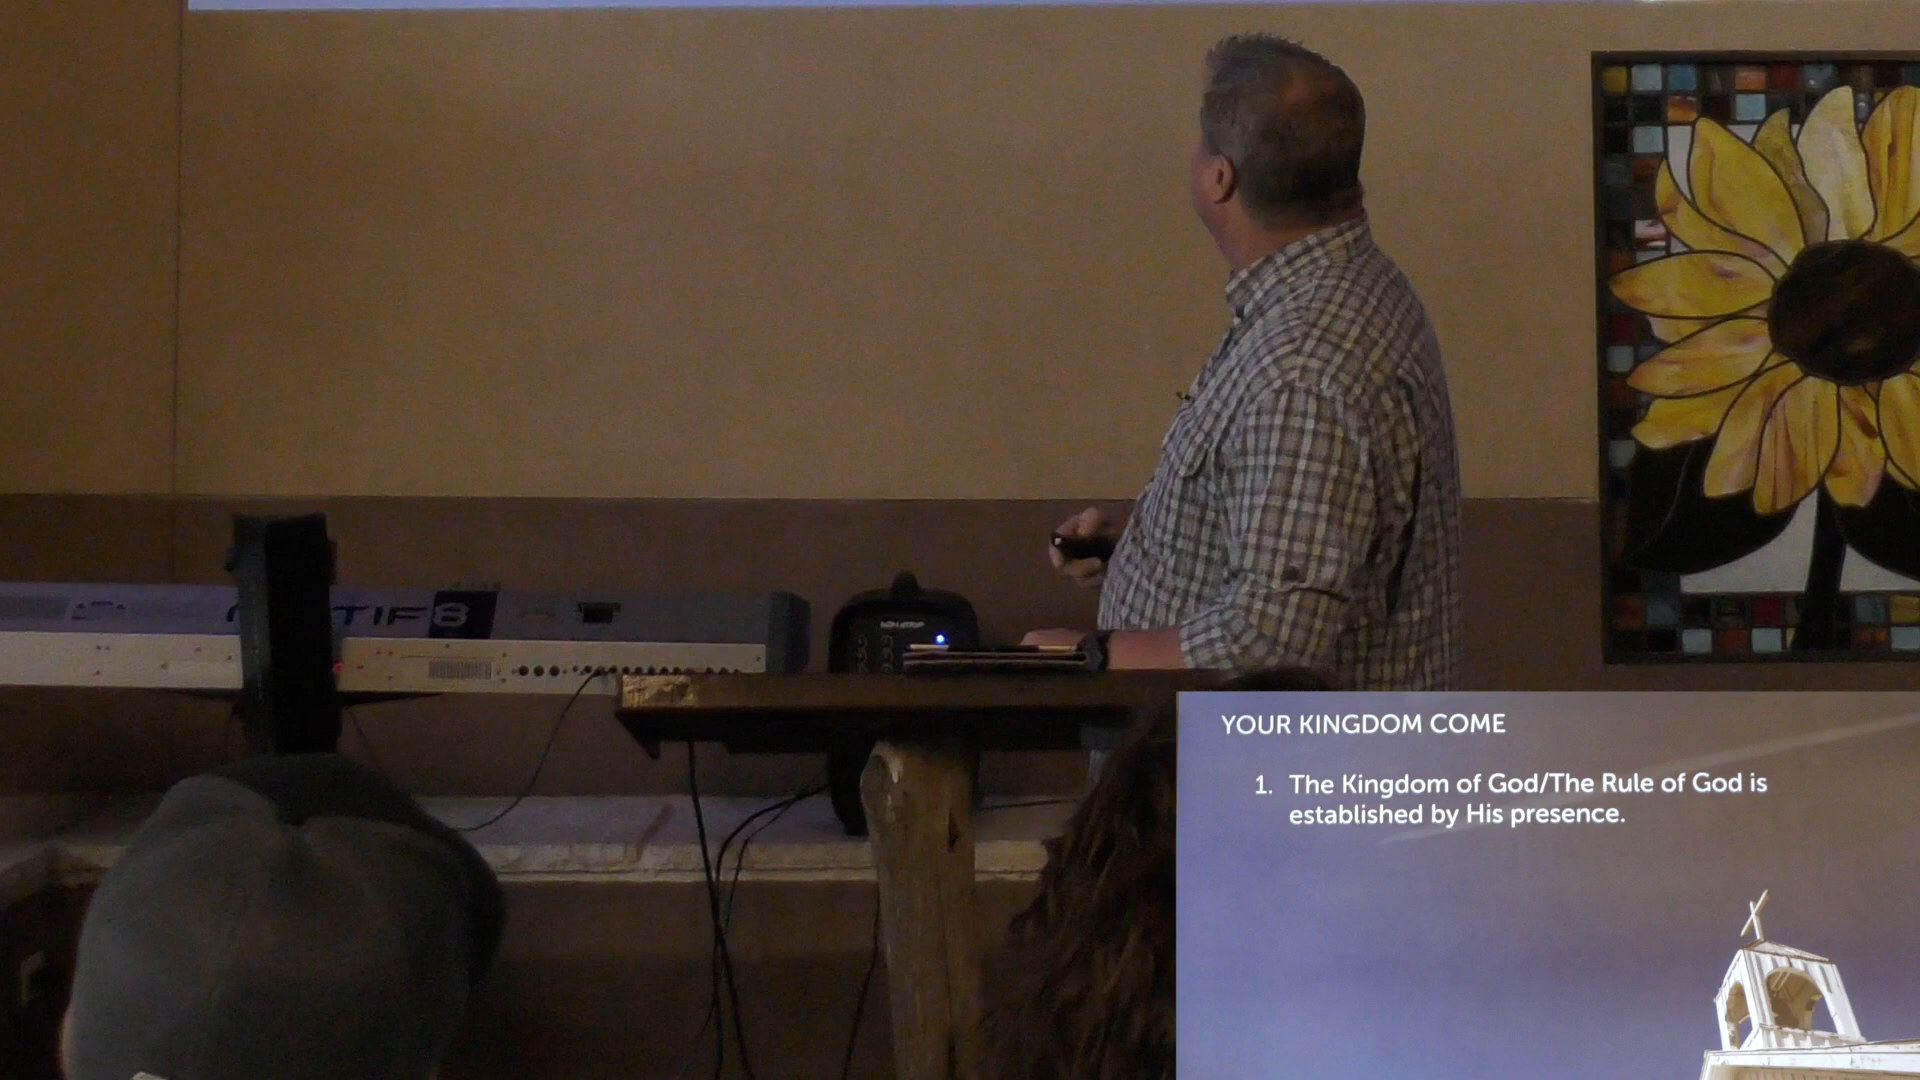 TIF8
YOUR KINGDOM COME
1. The Kingdom of God/The Rule of God is
established by His presence.